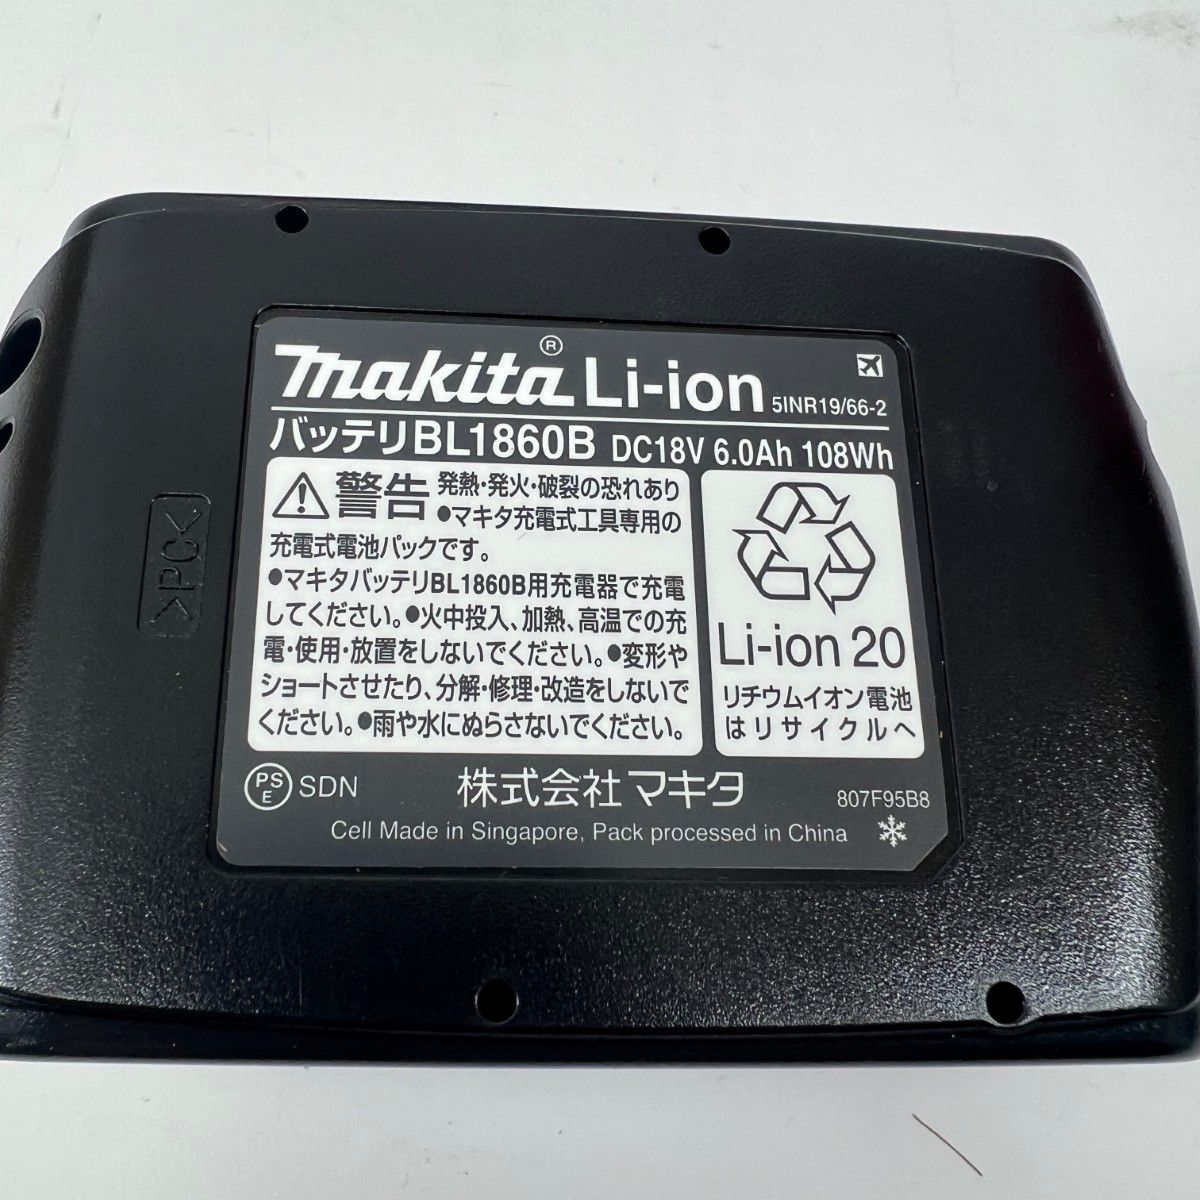 makita® Li-ion 5INR19/66-2
バッテリBL1860B DC18V 6.0Ah 108Wh
警告 発熱・発火・破裂の恐れあり
●マキタ充電式工具専用の
充電式電池パックです。
●マキタバッテリBL1860B用充電器で充電
してください。●火中投入、加熱、高温での充
電・使用・放置をしないでください。●変形や
ショートさせたり、分解・修理・改造をしないで
ください。●雨や水にぬらさないでください。
Li-ion 20
リチウムイオン電池
はリサイクルへ
PSE SDN 株式会社マキタ 807F95B8
Cell Made in Singapore, Pack processed in China
>PC<